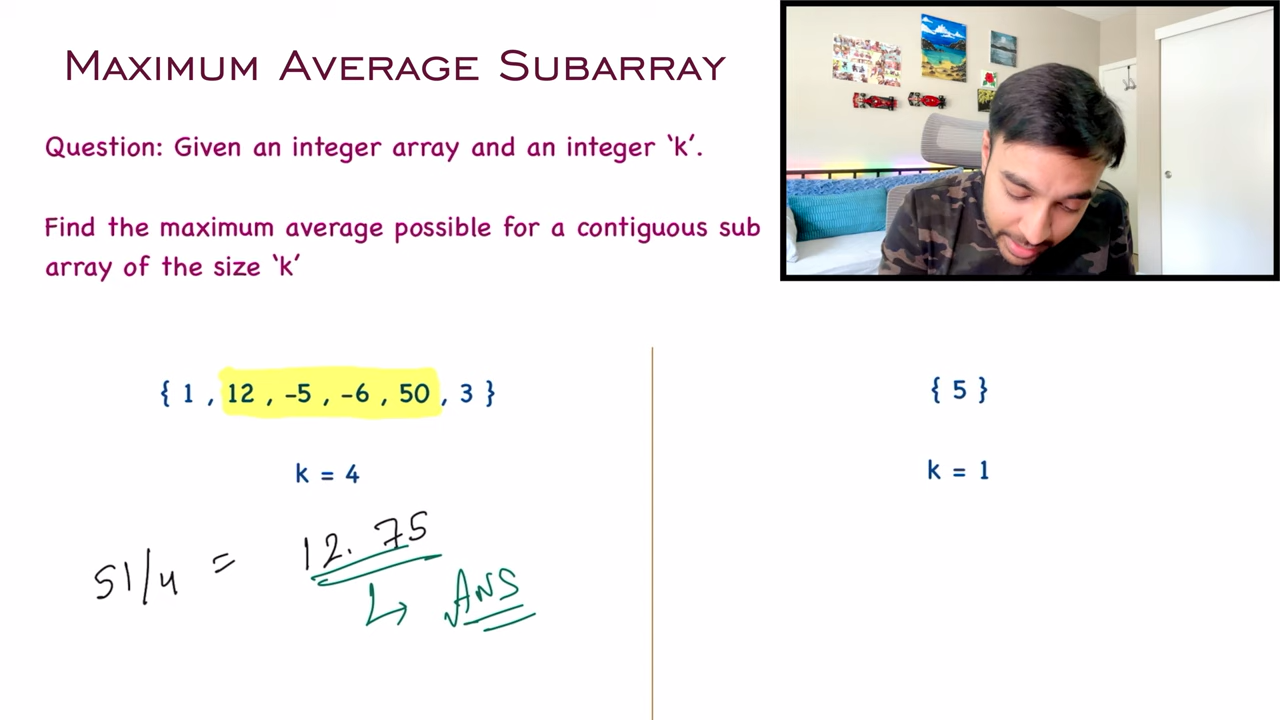 MAXIMUM AVERAGE SUBARRAY
Question: Given an integer array and an integer ‘k’.
Find the maximum average possible for a contiguous sub
array of the size ‘k’
{ 1 , 12 , -5 , -6 , 50 , 3 }
k = 4
51/4 = 12.75
↳ ANS
{ 5 }
k = 1